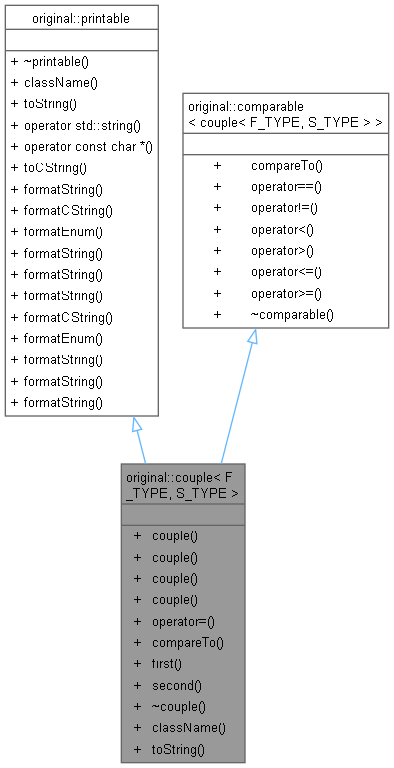 original::printable
+ ~printable()
+ className()
+ toString()
+ operator std::string()
+ operator const char *()
+ toCString()
+ formatString()
+ formatCString()
+ formatEnum()
+ formatString()
+ formatString()
+ formatString()
+ formatCString()
+ formatEnum()
+ formatString()
+ formatString()
+ formatString()
original::comparable
< couple< F_TYPE, S_TYPE > >
+ compareTo()
+ operator==()
+ operator!=()
+ operator<()
+ operator>()
+ operator<=()
+ operator>=()
+ ~comparable()
original::couple< F
_TYPE, S_TYPE >
+ couple()
+ couple()
+ couple()
+ couple()
+ operator=()
+ compareTo()
+ first()
+ second()
+ ~couple()
+ className()
+ toString()